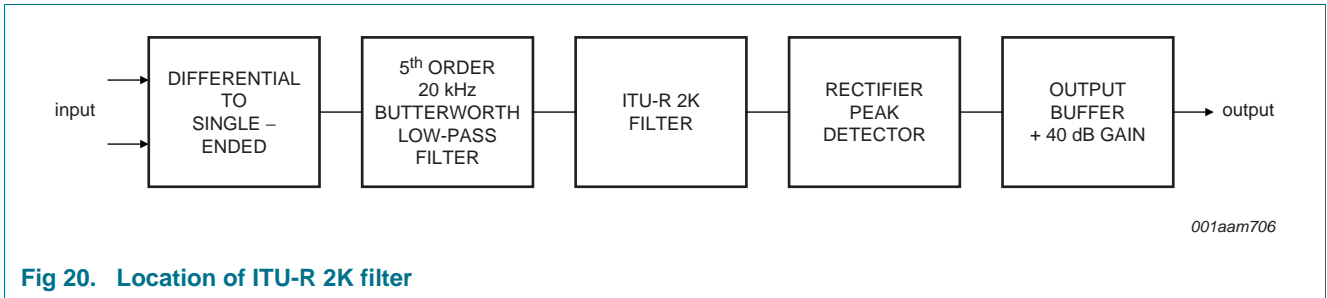 input
DIFFERENTIAL
TO
SINGLE –
ENDED
5th ORDER
20 kHz
BUTTERWORTH
LOW-PASS
FILTER
ITU-R 2K
FILTER
RECTIFIER
PEAK
DETECTOR
OUTPUT
BUFFER
+ 40 dB GAIN
output
001aam706
Fig 20. Location of ITU-R 2K filter